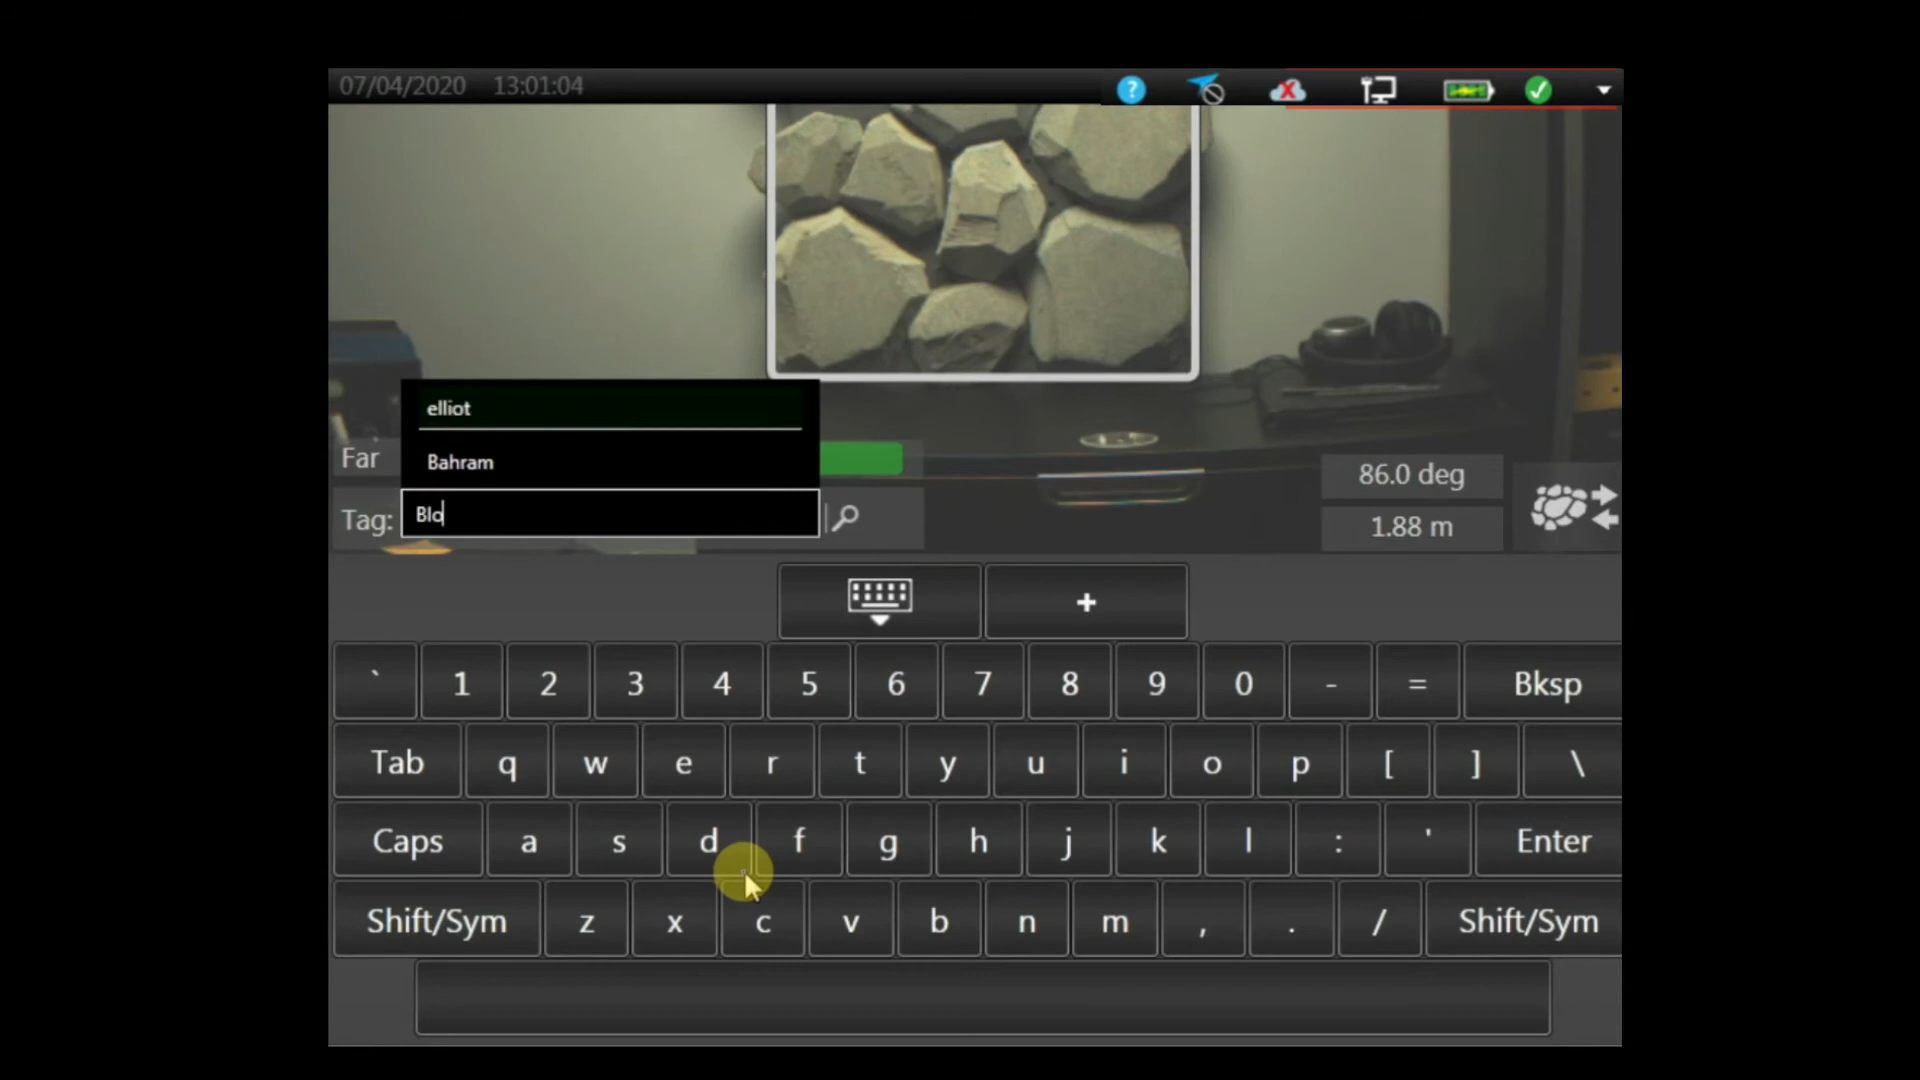 07/04/2020 13:01:04
?
elliot
Bahram
Far
Tag: Blo
86.0 deg
1.88 m
+
` 1 2 3 4 5 6 7 8 9 0 - = Bksp
Tab q w e r t y u i o p [ ] \
Caps a s d f g h j k l : ' Enter
Shift/Sym z x c v b n m , . / Shift/Sym